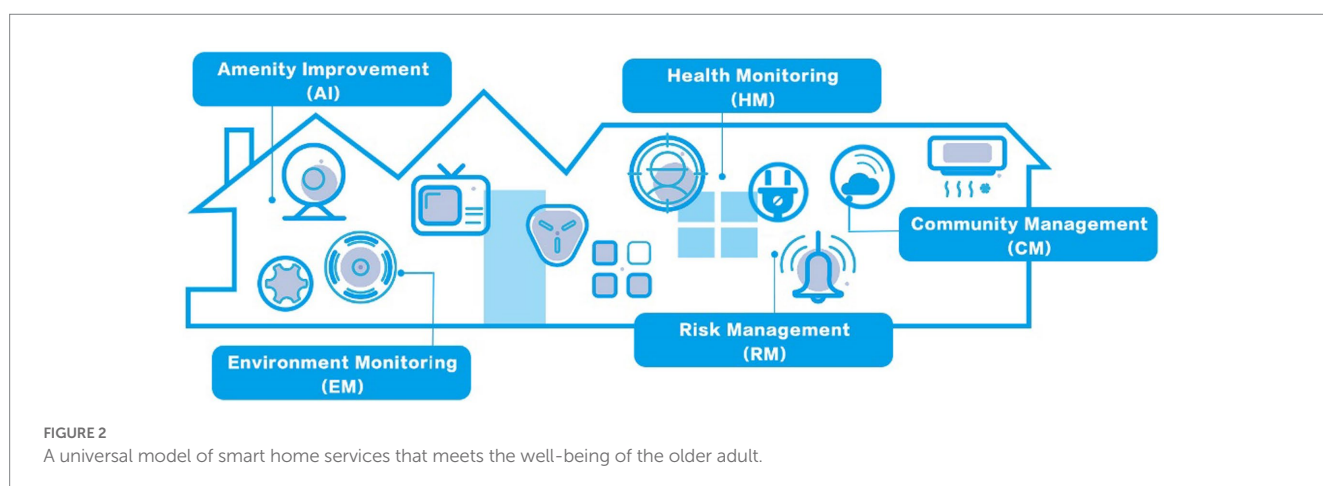 Amenity Improvement
(AI)
Health Monitoring
(HM)
Community Management
(CM)
Risk Management
(RM)
Environment Monitoring
(EM)
FIGURE 2
A universal model of smart home services that meets the well-being of the older adult.